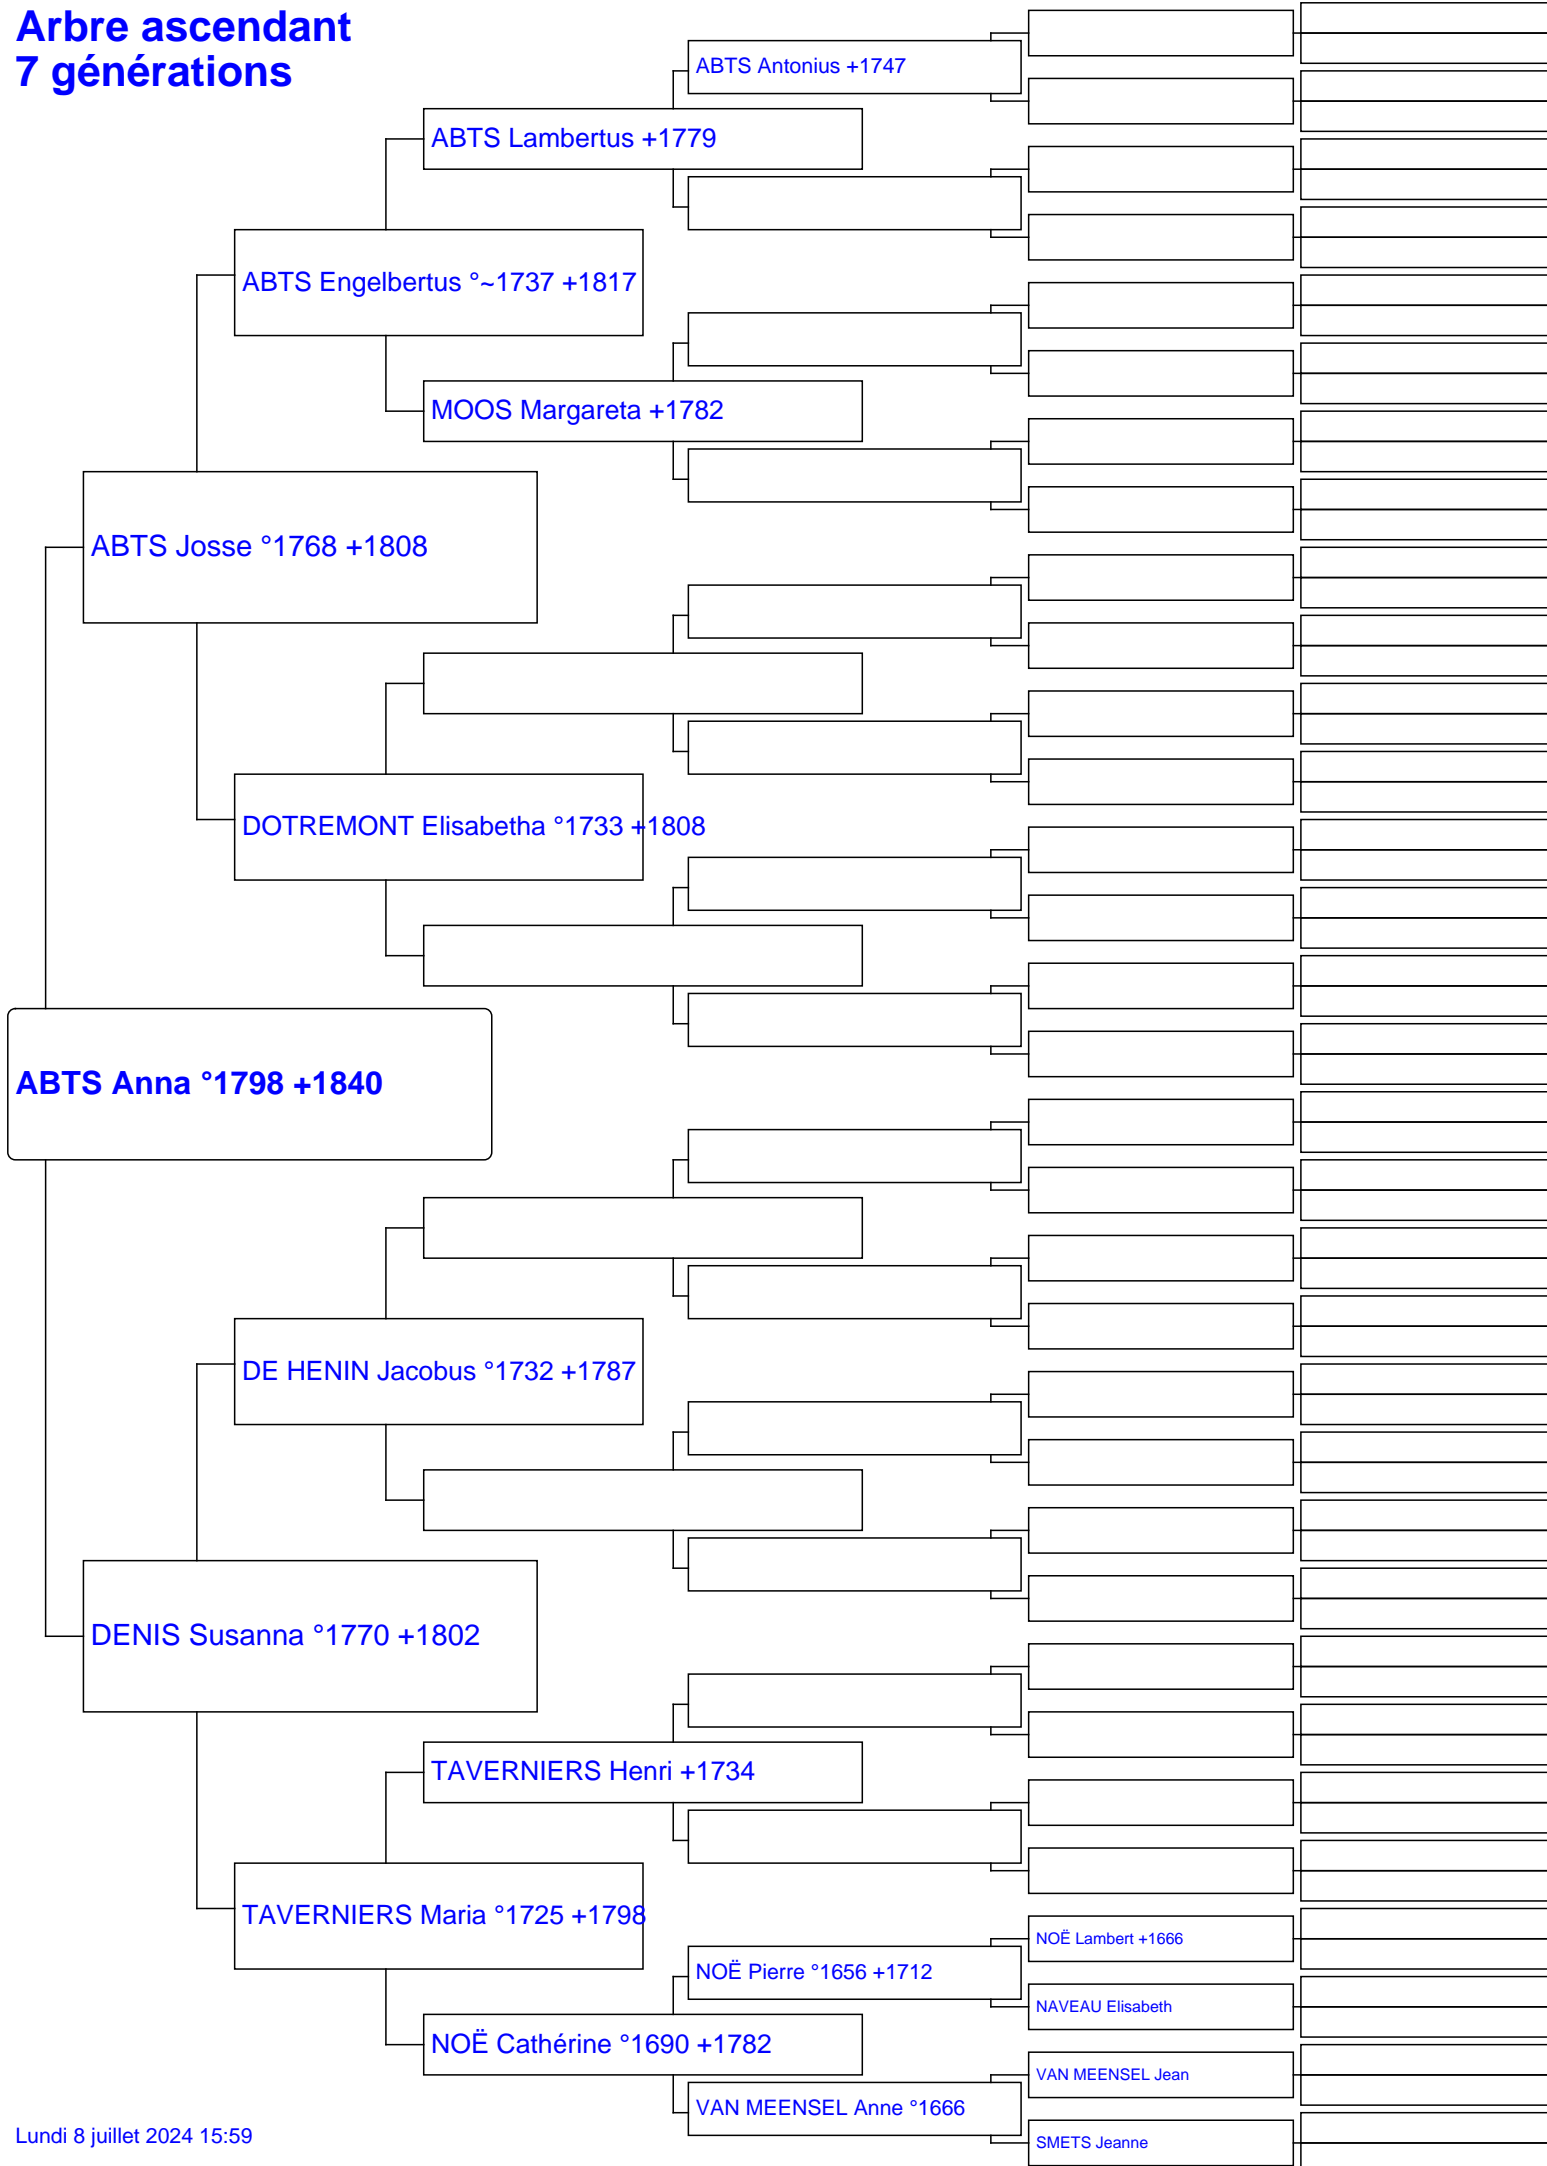 Arbre ascendant
7 générations
ABTS Antonius +1747
ABTS Lambertus +1779
ABTS Engelbertus °~1737 +1817
MOOS Margareta +1782
ABTS Josse °1768 +1808
DOTREMONT Elisabetha °1733 +1808
ABTS Anna °1798 +1840
DE HENIN Jacobus °1732 +1787
DENIS Susanna °1770 +1802
TAVERNIERS Henri +1734
TAVERNIERS Maria °1725 +1798
NOË Lambert +1666
NOË Pierre °1656 +1712
NAVEAU Elisabeth
NOË Cathérine °1690 +1782
VAN MEENSEL Jean
VAN MEENSEL Anne °1666
SMETS Jeanne
Lundi 8 juillet 2024 15:59